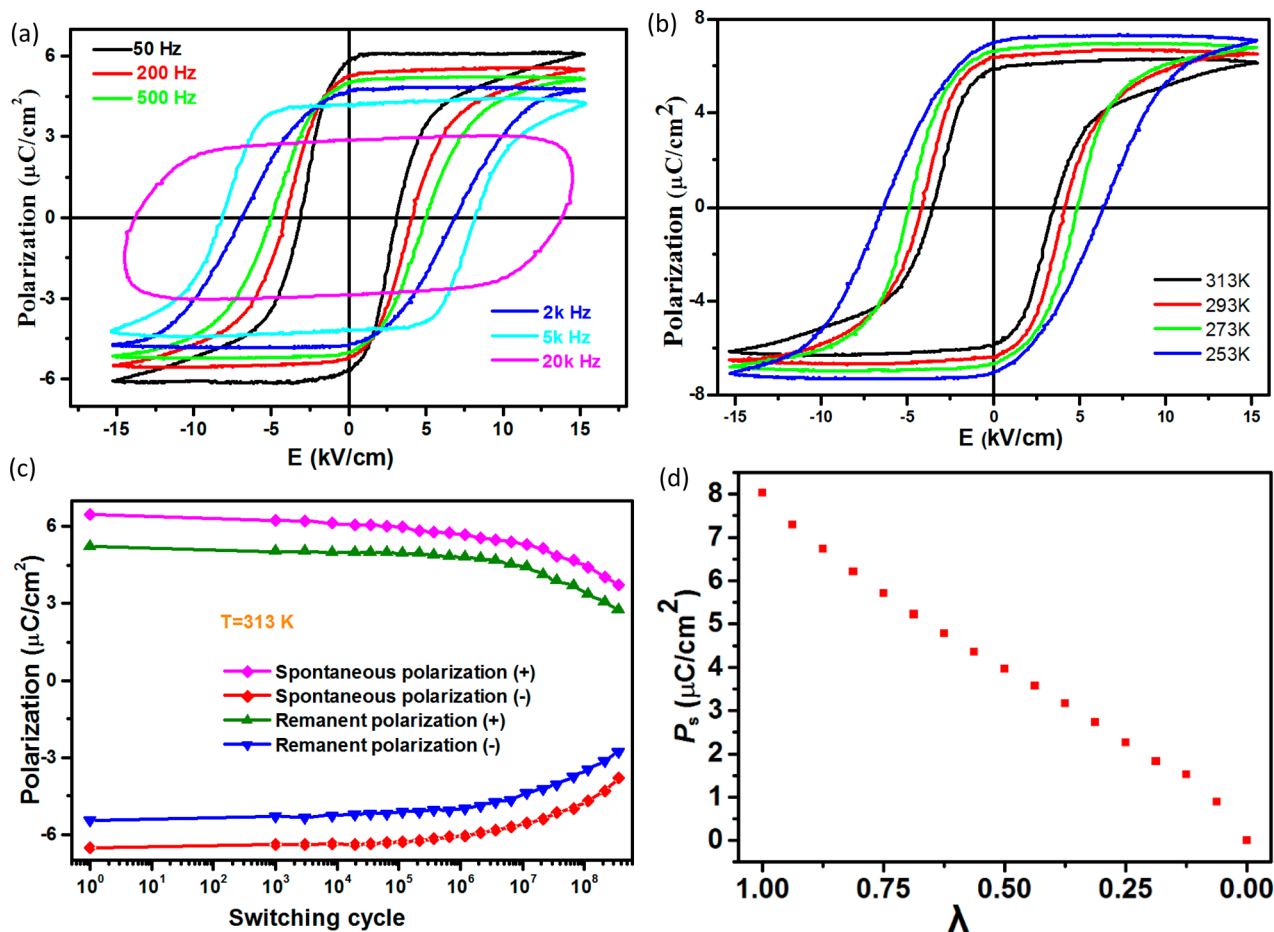 (a)
50 Hz
200 Hz
500 Hz
2k Hz
5k Hz
20k Hz
Polarization (μC/cm²)
6
3
0
-3
-6
-15 -10 -5 0 5 10 15
E (kV/cm)
(b)
Polarization (μC/cm²)
8
4
0
-4
-8
313K
293K
273K
253K
-15 -10 -5 0 5 10 15
E (kV/cm)
(c)
Polarization (μC/cm²)
6
3
0
-3
-6
T=313 K
Spontaneous polarization (+)
Spontaneous polarization (-)
Remanent polarization (+)
Remanent polarization (-)
10⁰ 10¹ 10² 10³ 10⁴ 10⁵ 10⁶ 10⁷ 10⁸
Switching cycle
(d)
Pₛ (μC/cm²)
8
7
6
5
4
3
2
1
0
1.00 0.75 0.50 0.25 0.00
λ